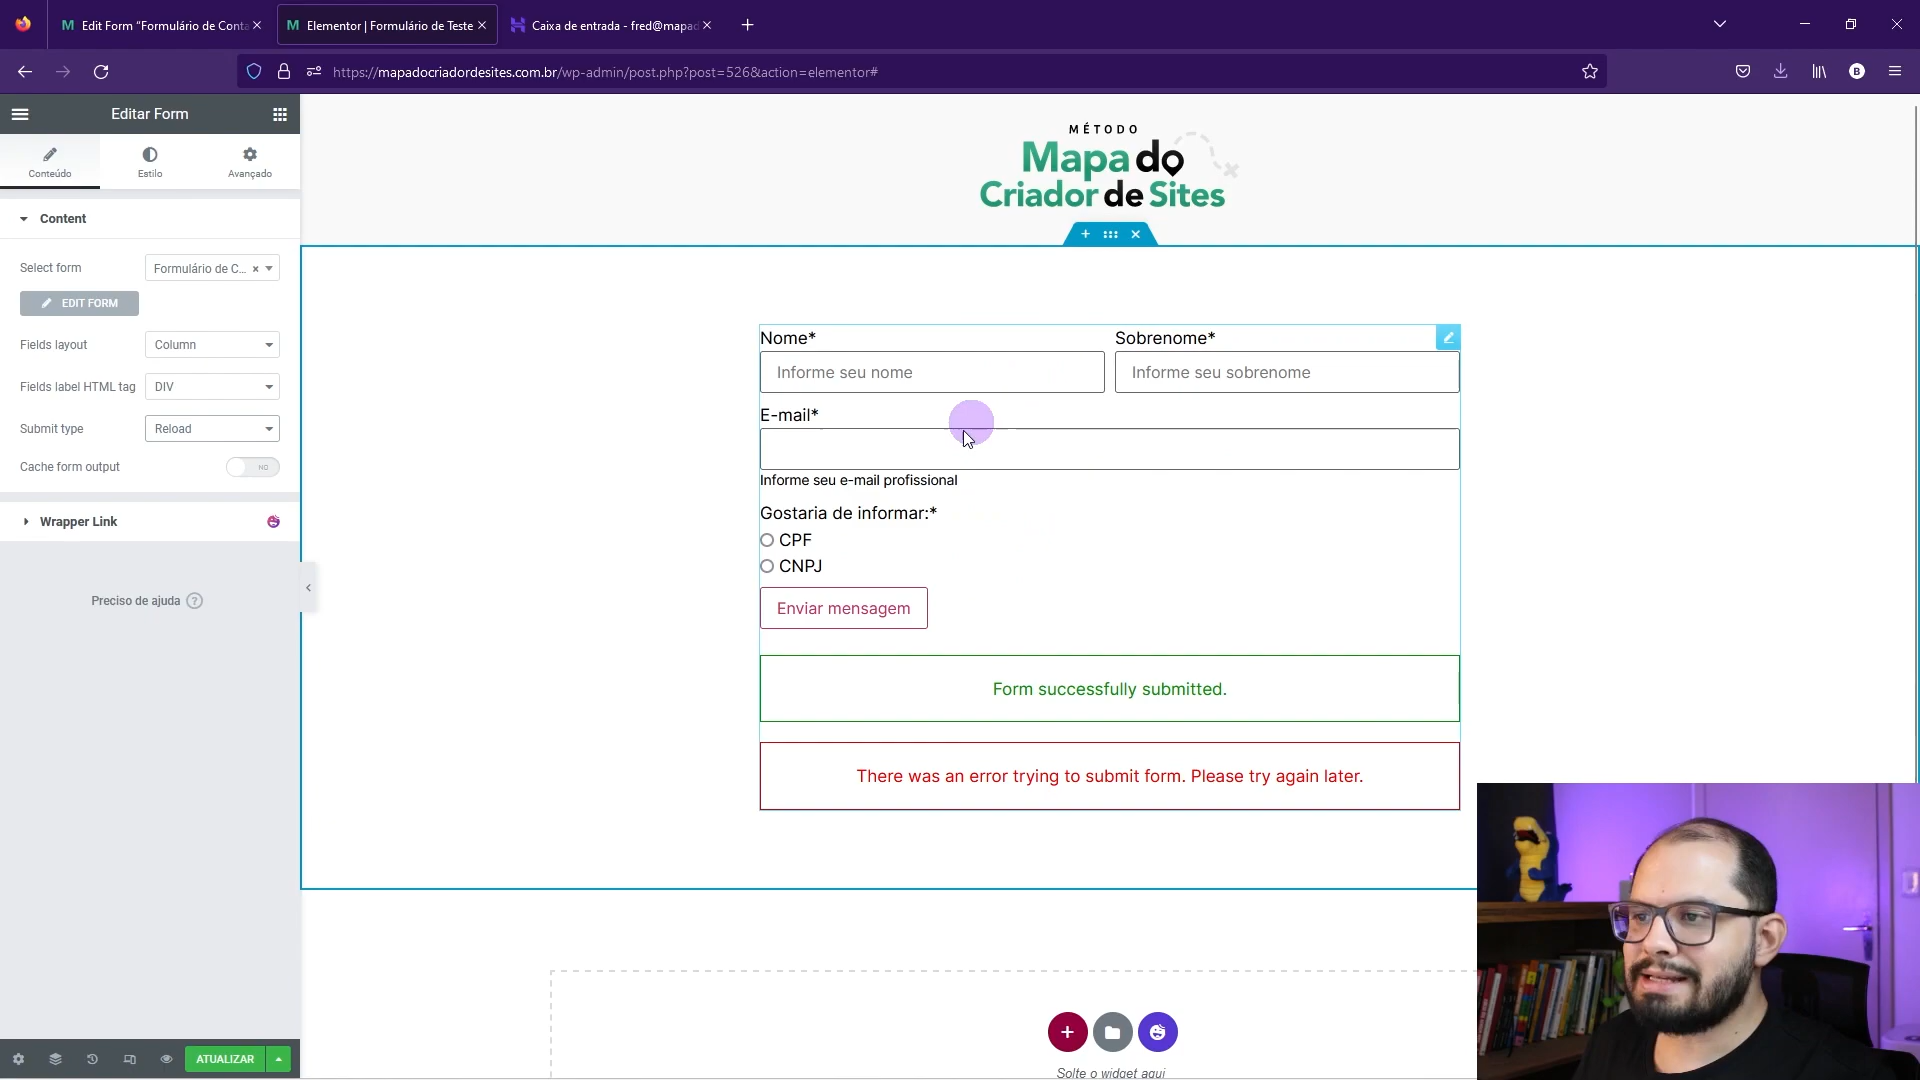 Edit Form “Formulário de Conta
Elementor | Formulário de Teste
Caixa de entrada - fred@mapad
https://mapadocriadordesites.com.br/wp-admin/post.php?post=526&action=elementor#
B
Editar Form
Conteúdo
Estilo
Avançado
Content
Select form
Formulário de C...
EDIT FORM
Fields layout
Column
Fields label HTML tag
DIV
Submit type
Reload
Cache form output
NO
Wrapper Link
Preciso de ajuda
ATUALIZAR
MÉTODO
Mapa do
Criador de Sites
Nome*
Sobrenome*
Informe seu nome
Informe seu sobrenome
E-mail*
Informe seu e-mail profissional
Gostaria de informar:*
CPF
CNPJ
Enviar mensagem
Form successfully submitted.
There was an error trying to submit form. Please try again later.
Solte o widget aqui